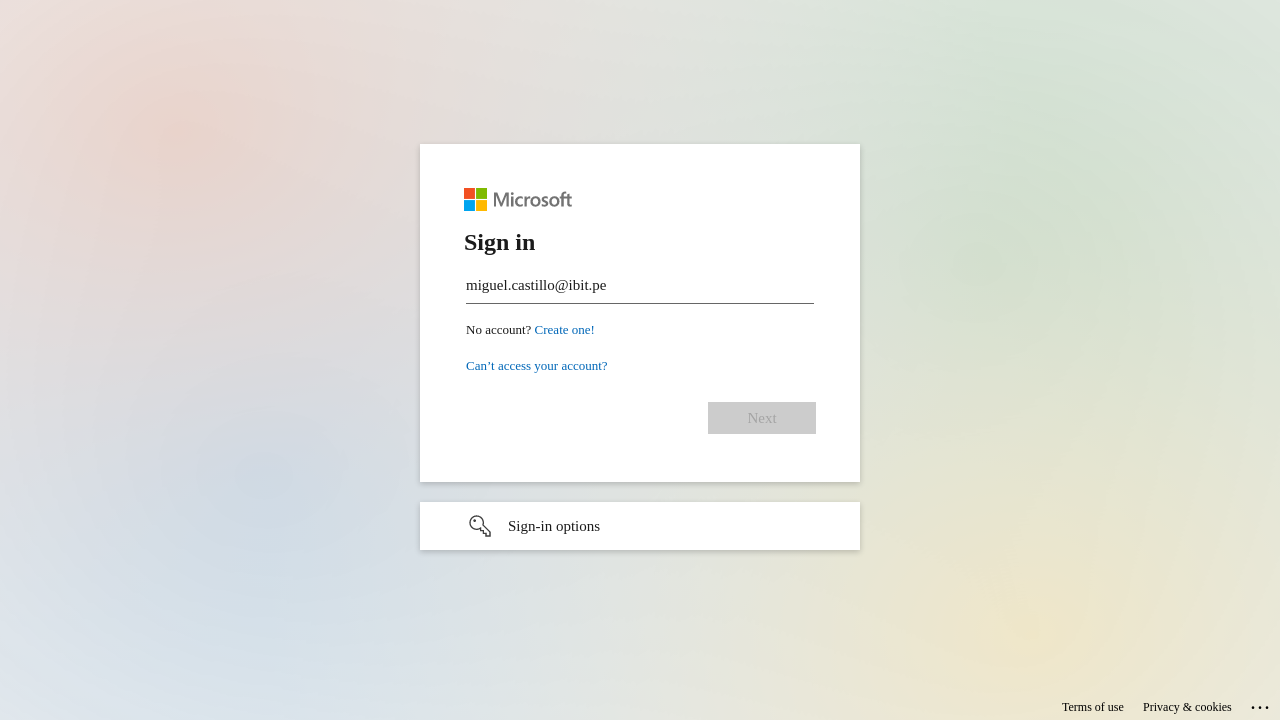 Microsoft
Sign in
miguel.castillo@ibit.pe
No account? Create one!
Can’t access your account?
Next
Sign-in options
Terms of use Privacy & cookies ...